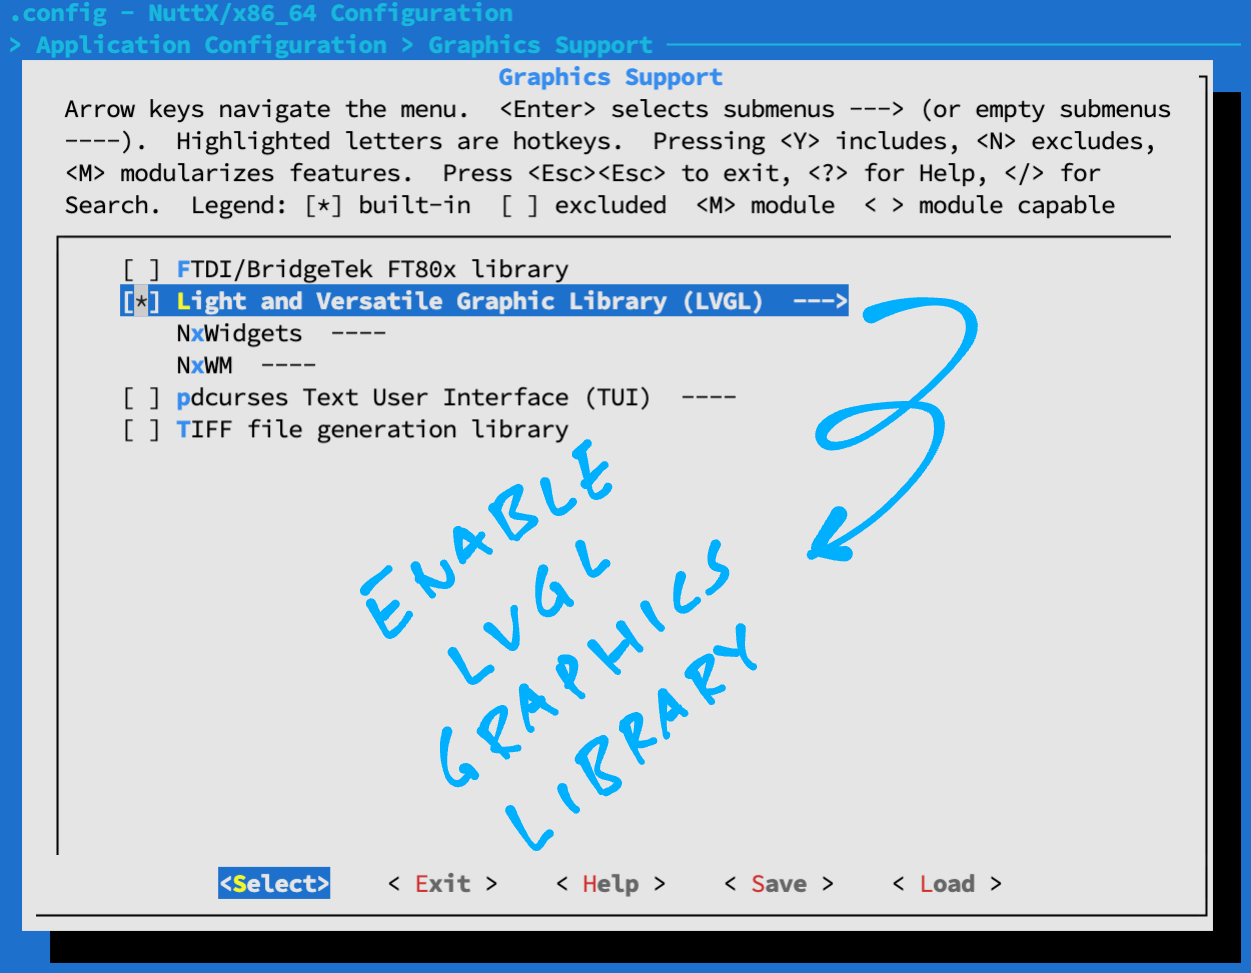 .config - NuttX/x86_64 Configuration
> Application Configuration > Graphics Support
Graphics Support
Arrow keys navigate the menu.  <Enter> selects submenus ---> (or empty submenus
----).  Highlighted letters are hotkeys.  Pressing <Y> includes, <N> excludes,
<M> modularizes features.  Press <Esc><Esc> to exit, <?> for Help, </> for
Search.  Legend: [*] built-in  [ ] excluded  <M> module  < > module capable
[ ] FTDI/BridgeTek FT80x library
[*] Light and Versatile Graphic Library (LVGL)  --->
NxWidgets  ----
NxWM  ----
[ ] pdcurses Text User Interface (TUI)  ----
[ ] TIFF file generation library
ENABLE
LVGL
GRAPHICS
LIBRARY
<Select>    < Exit >    < Help >    < Save >    < Load >